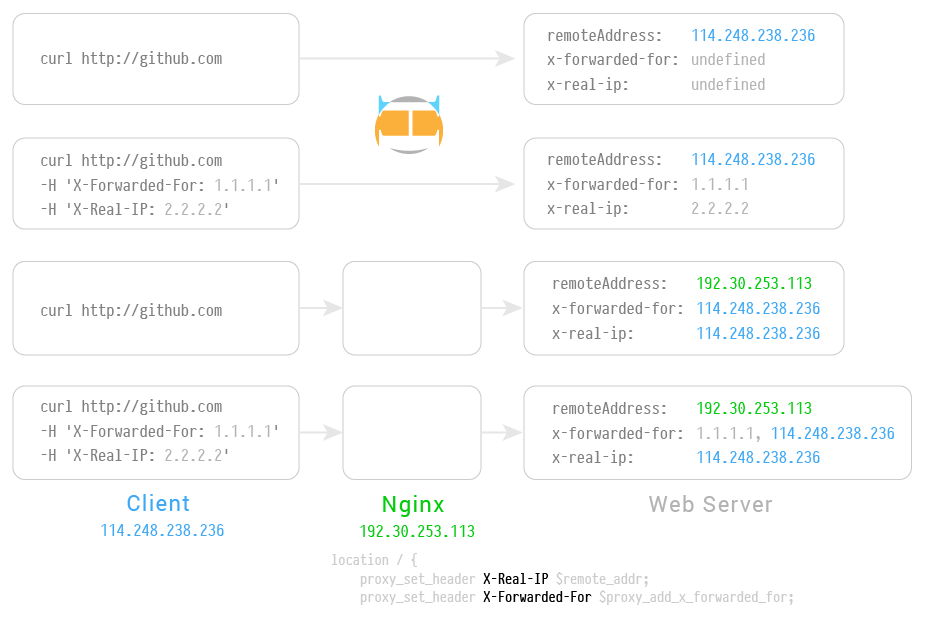 curl http://github.com
remoteAddress: 114.248.238.236
x-forwarded-for: undefined
x-real-ip: undefined
curl http://github.com
-H 'X-Forwarded-For: 1.1.1.1'
-H 'X-Real-IP: 2.2.2.2'
remoteAddress: 114.248.238.236
x-forwarded-for: 1.1.1.1
x-real-ip: 2.2.2.2
curl http://github.com
remoteAddress: 192.30.253.113
x-forwarded-for: 114.248.238.236
x-real-ip: 114.248.238.236
curl http://github.com
-H 'X-Forwarded-For: 1.1.1.1'
-H 'X-Real-IP: 2.2.2.2'
remoteAddress: 192.30.253.113
x-forwarded-for: 1.1.1.1, 114.248.238.236
x-real-ip: 114.248.238.236
Client
114.248.238.236
Nginx
192.30.253.113
Web Server
location / {
proxy_set_header X-Real-IP $remote_addr;
proxy_set_header X-Forwarded-For $proxy_add_x_forwarded_for;